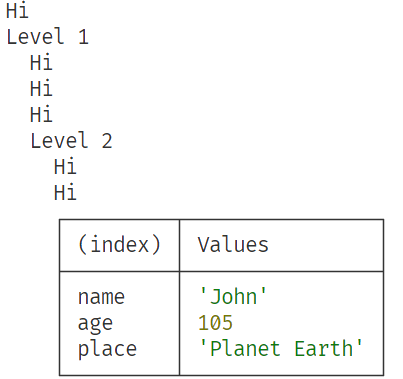 Hi
Level 1
Hi
Hi
Hi
Level 2
Hi
Hi
(index) Values
name 'John'
age 105
place 'Planet Earth'